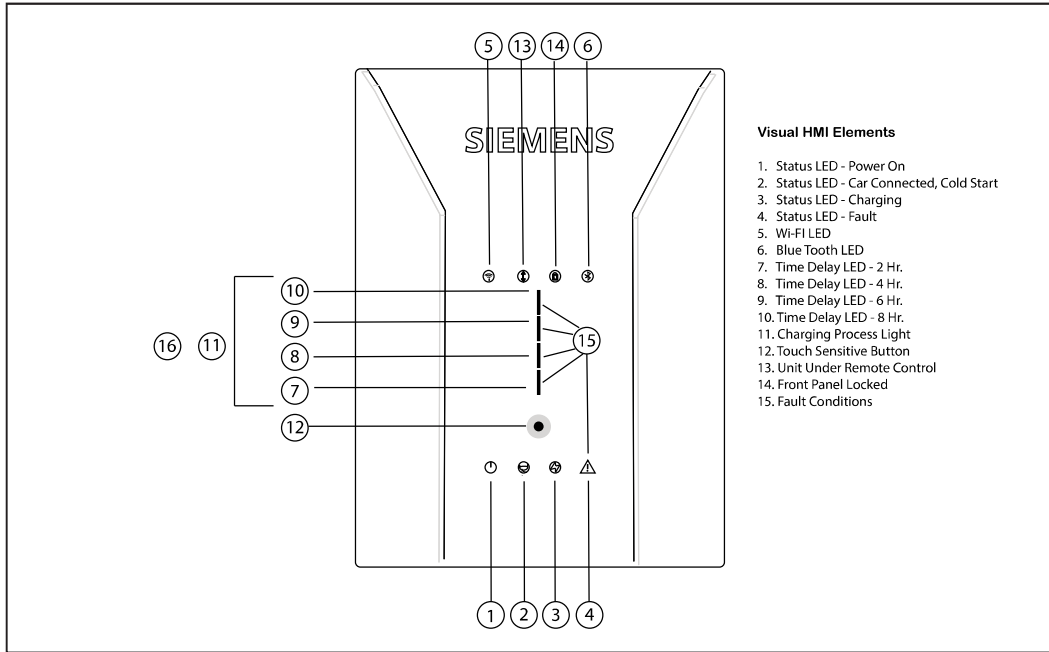 5 13 14 6
SIEMENS
10
9
16 11 15
8
7
12
1 2 3 4
Visual HMI Elements
1. Status LED - Power On
2. Status LED - Car Connected, Cold Start
3. Status LED - Charging
4. Status LED - Fault
5. Wi-FI LED
6. Blue Tooth LED
7. Time Delay LED - 2 Hr.
8. Time Delay LED - 4 Hr.
9. Time Delay LED - 6 Hr.
10. Time Delay LED - 8 Hr.
11. Charging Process Light
12. Touch Sensitive Button
13. Unit Under Remote Control
14. Front Panel Locked
15. Fault Conditions